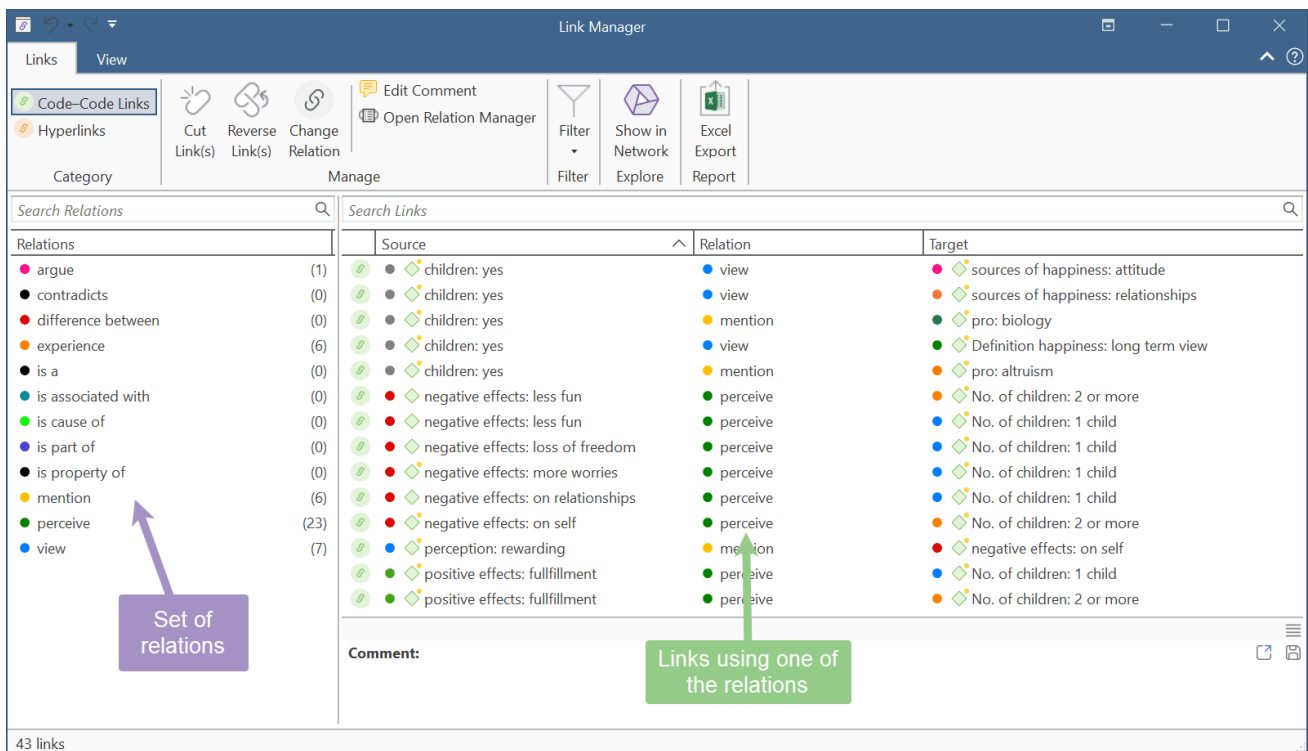 Link Manager
Links View
Code–Code Links
Hyperlinks
Category
Cut
Link(s)
Reverse
Link(s)
Change
Relation
Edit Comment
Open Relation Manager
Manage
Filter
Filter
Show in
Network
Explore
Excel
Export
Report
Search Relations
Search Links
Relations
argue (1)
contradicts (0)
difference between (0)
experience (6)
is a (0)
is associated with (0)
is cause of (0)
is part of (0)
is property of (0)
mention (6)
perceive (23)
view (7)
Set of
relations
Source Relation Target
children: yes view sources of happiness: attitude
children: yes view sources of happiness: relationships
children: yes mention pro: biology
children: yes view Definition happiness: long term view
children: yes mention pro: altruism
negative effects: less fun perceive No. of children: 2 or more
negative effects: less fun perceive No. of children: 1 child
negative effects: loss of freedom perceive No. of children: 1 child
negative effects: more worries perceive No. of children: 1 child
negative effects: on relationships perceive No. of children: 1 child
negative effects: on self perceive No. of children: 2 or more
perception: rewarding mention negative effects: on self
positive effects: fullfillment perceive No. of children: 1 child
positive effects: fullfillment perceive No. of children: 2 or more
Links using one of
the relations
Comment:
43 links